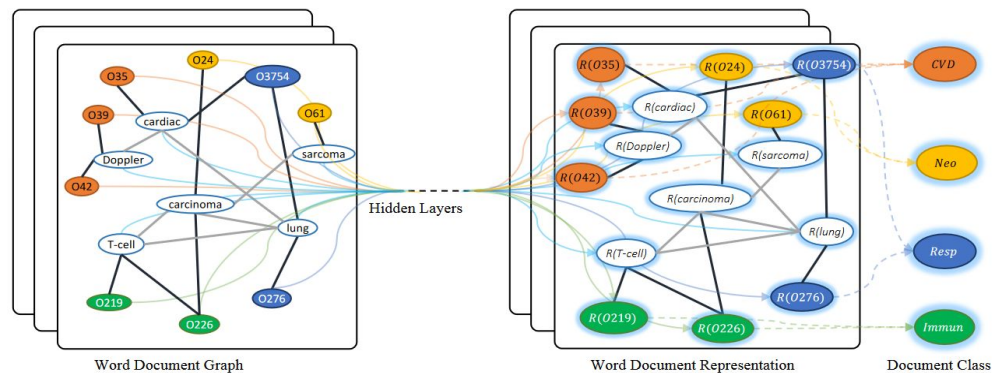 O24
O35
O3754
O39
cardiac
O61
Doppler
sarcoma
O42
carcinoma
lung
T-cell
O219
O276
O226
Word Document Graph
Hidden Layers
R(O35)
R(O24)
R(O3754)
R(cardiac)
R(O39)
R(O61)
R(Doppler)
R(sarcoma)
R(O42)
R(carcinoma)
R(lung)
R(T-cell)
R(O276)
R(O219)
R(O226)
Word Document Representation
CVD
Neo
Resp
Immun
Document Class